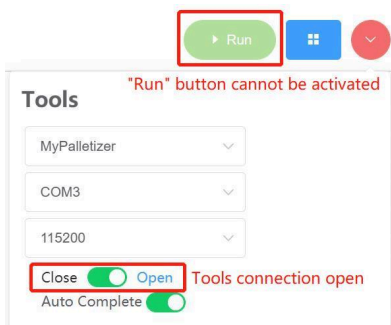 Run
"Run" button cannot be activated
Tools
MyPalletizer
COM3
115200
Close Open Tools connection open
Auto Complete